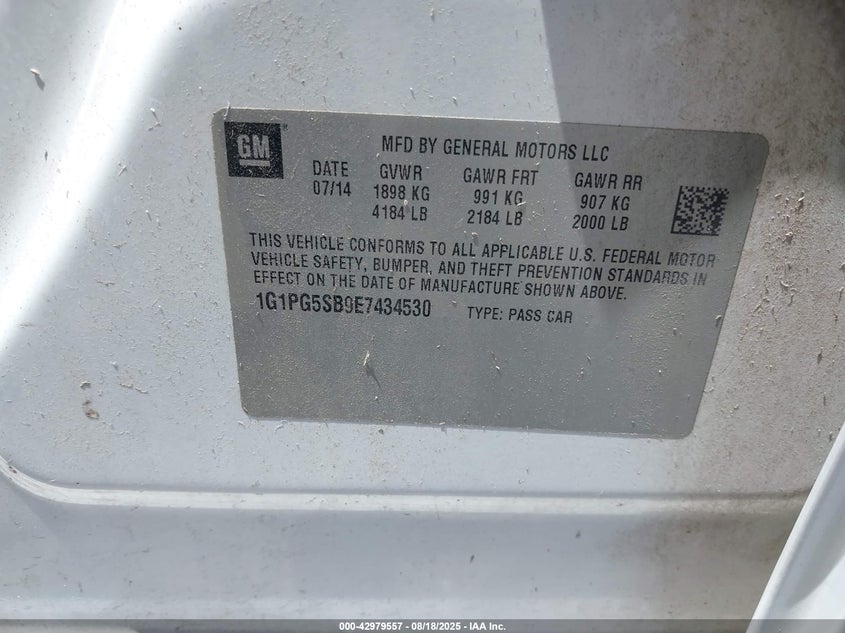 GM
MFD BY GENERAL MOTORS LLC
DATE GVWR GAWR FRT GAWR RR
07/14 1898 KG 991 KG 907 KG
4184 LB 2184 LB 2000 LB
THIS VEHICLE CONFORMS TO ALL APPLICABLE U.S. FEDERAL MOTOR
VEHICLE SAFETY, BUMPER, AND THEFT PREVENTION STANDARDS IN
EFFECT ON THE DATE OF MANUFACTURE SHOWN ABOVE.
1G1PG5SB9E7434530 TYPE: PASS CAR
000-42979557 - 08/18/2025 - IAA Inc.